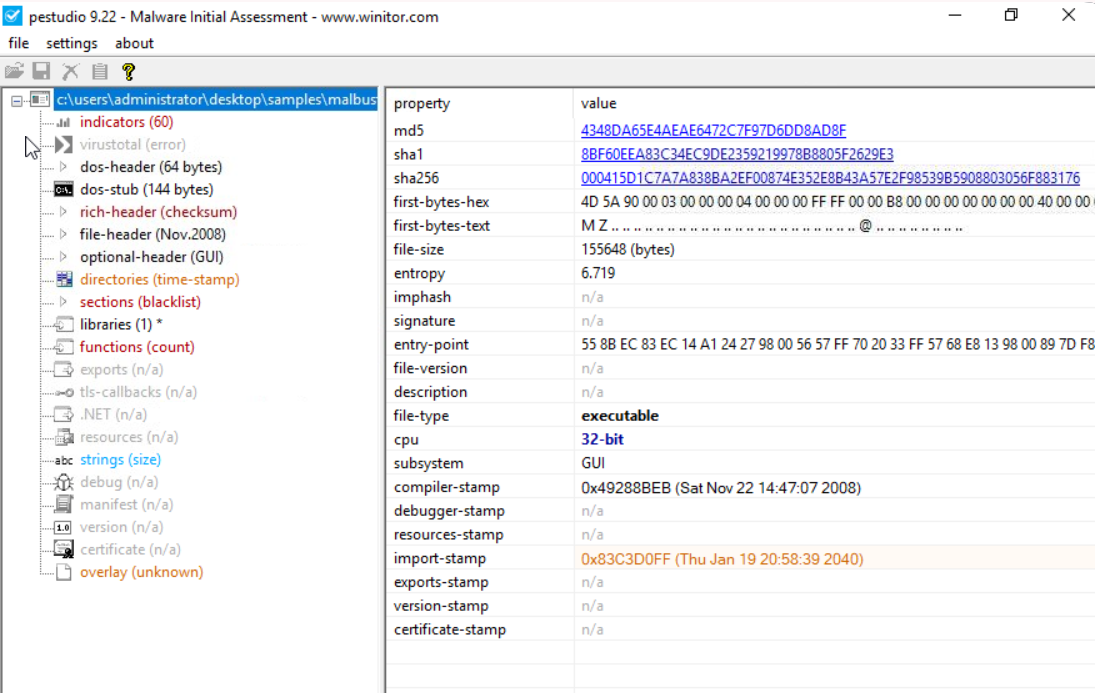 pestudio 9.22 - Malware Initial Assessment - www.winitor.com
file settings about
c:\users\administrator\desktop\samples\malbus
indicators (60)
virustotal (error)
dos-header (64 bytes)
dos-stub (144 bytes)
rich-header (checksum)
file-header (Nov.2008)
optional-header (GUI)
directories (time-stamp)
sections (blacklist)
libraries (1) *
functions (count)
exports (n/a)
tls-callbacks (n/a)
.NET (n/a)
resources (n/a)
abc strings (size)
debug (n/a)
manifest (n/a)
1.0 version (n/a)
certificate (n/a)
overlay (unknown)
property value
md5 4348DA65E4AEAE6472C7F97D6DD8AD8F
sha1 8BF60EEA83C34EC9DE2359219978B8805F2629E3
sha256 000415D1C7A7A838BA2EF00874E352E8B43A57E2F98539B5908803056F883176
first-bytes-hex 4D 5A 90 00 03 00 00 00 04 00 00 00 FF FF 00 00 B8 00 00 00 00 00 00 00 40 00 00
first-bytes-text M Z .. .. .. .. .. .. .. .. .. .. .. .. .. .. .. .. .. .. .. .. @ .. .. .. .. .. .. ..
file-size 155648 (bytes)
entropy 6.719
imphash n/a
signature n/a
entry-point 55 8B EC 83 EC 14 A1 24 27 98 00 56 57 FF 70 20 33 FF 57 68 E8 13 98 00 89 7D F8
file-version n/a
description n/a
file-type executable
cpu 32-bit
subsystem GUI
compiler-stamp 0x49288BEB (Sat Nov 22 14:47:07 2008)
debugger-stamp n/a
resources-stamp n/a
import-stamp 0x83C3D0FF (Thu Jan 19 20:58:39 2040)
exports-stamp n/a
version-stamp n/a
certificate-stamp n/a